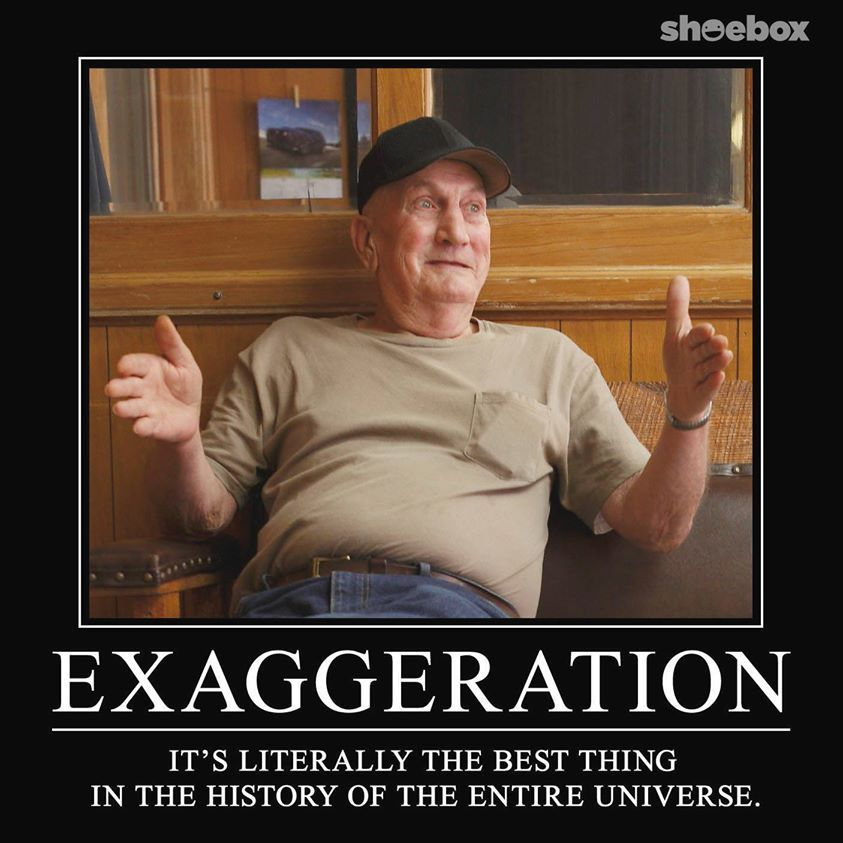 shoebox
EXAGGERATION
IT'S LITERALLY THE BEST THING
IN THE HISTORY OF THE ENTIRE UNIVERSE.